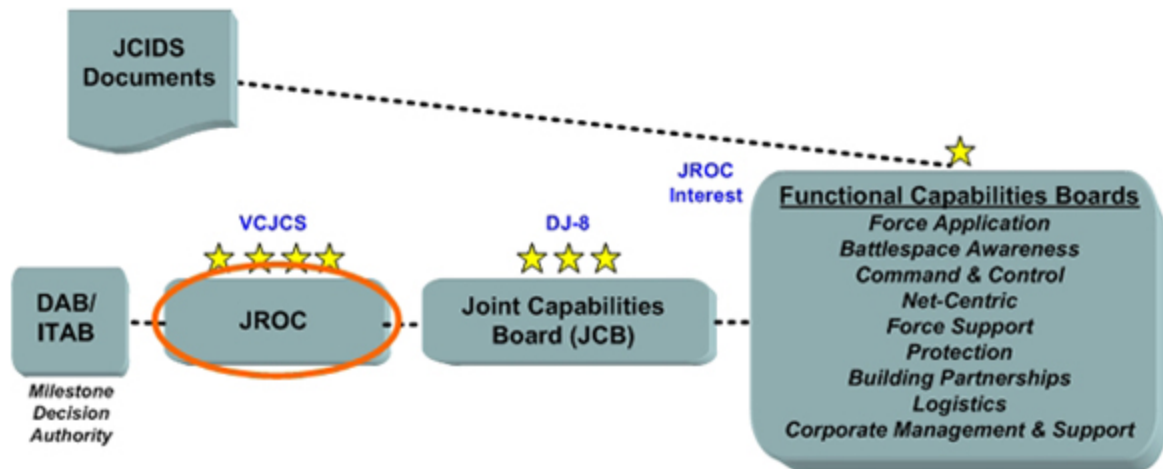 JCIDS
Documents
JROC
Interest
Functional Capabilities Boards
Force Application
Battlespace Awareness
Command & Control
Net-Centric
Force Support
Protection
Building Partnerships
Logistics
Corporate Management & Support
VCJCS
DJ-8
DAB/
ITAB
Milestone
Decision
Authority
JROC
Joint Capabilities
Board (JCB)